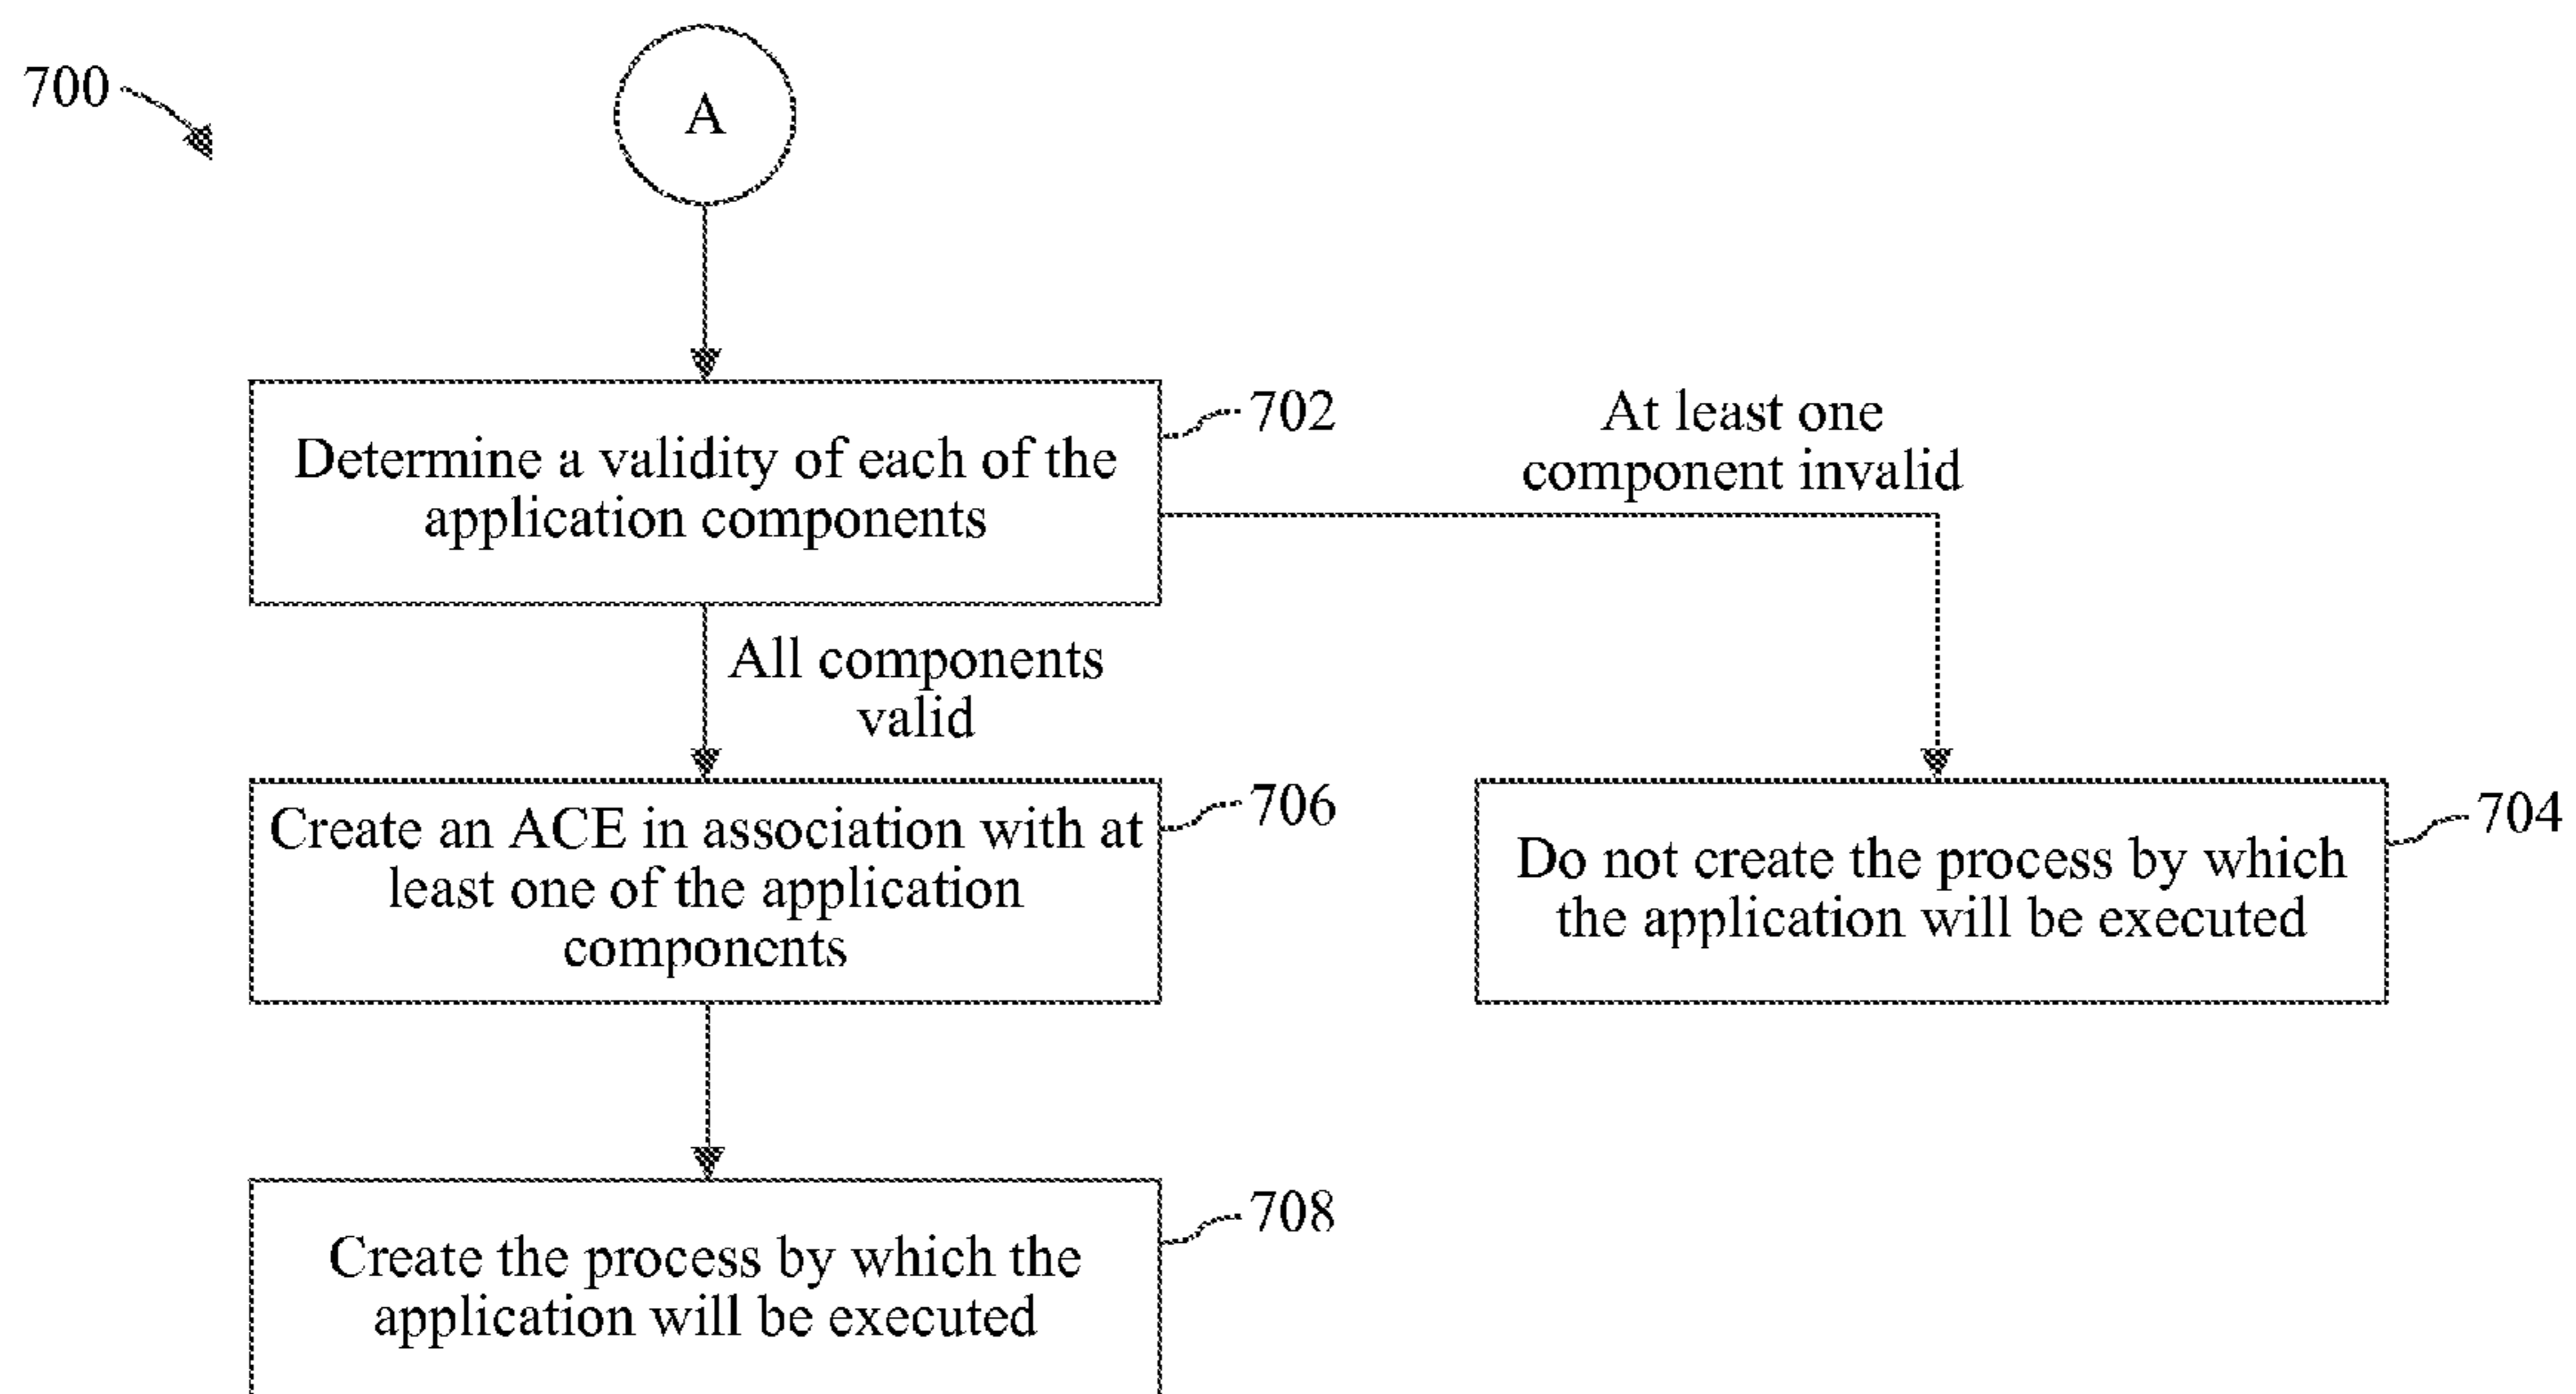 700
A
Determine a validity of each of the
application components
702
At least one
component invalid
All components
valid
Create an ACE in association with at
least one of the application
components
706
Do not create the process by which
the application will be executed
704
Create the process by which the
application will be executed
708